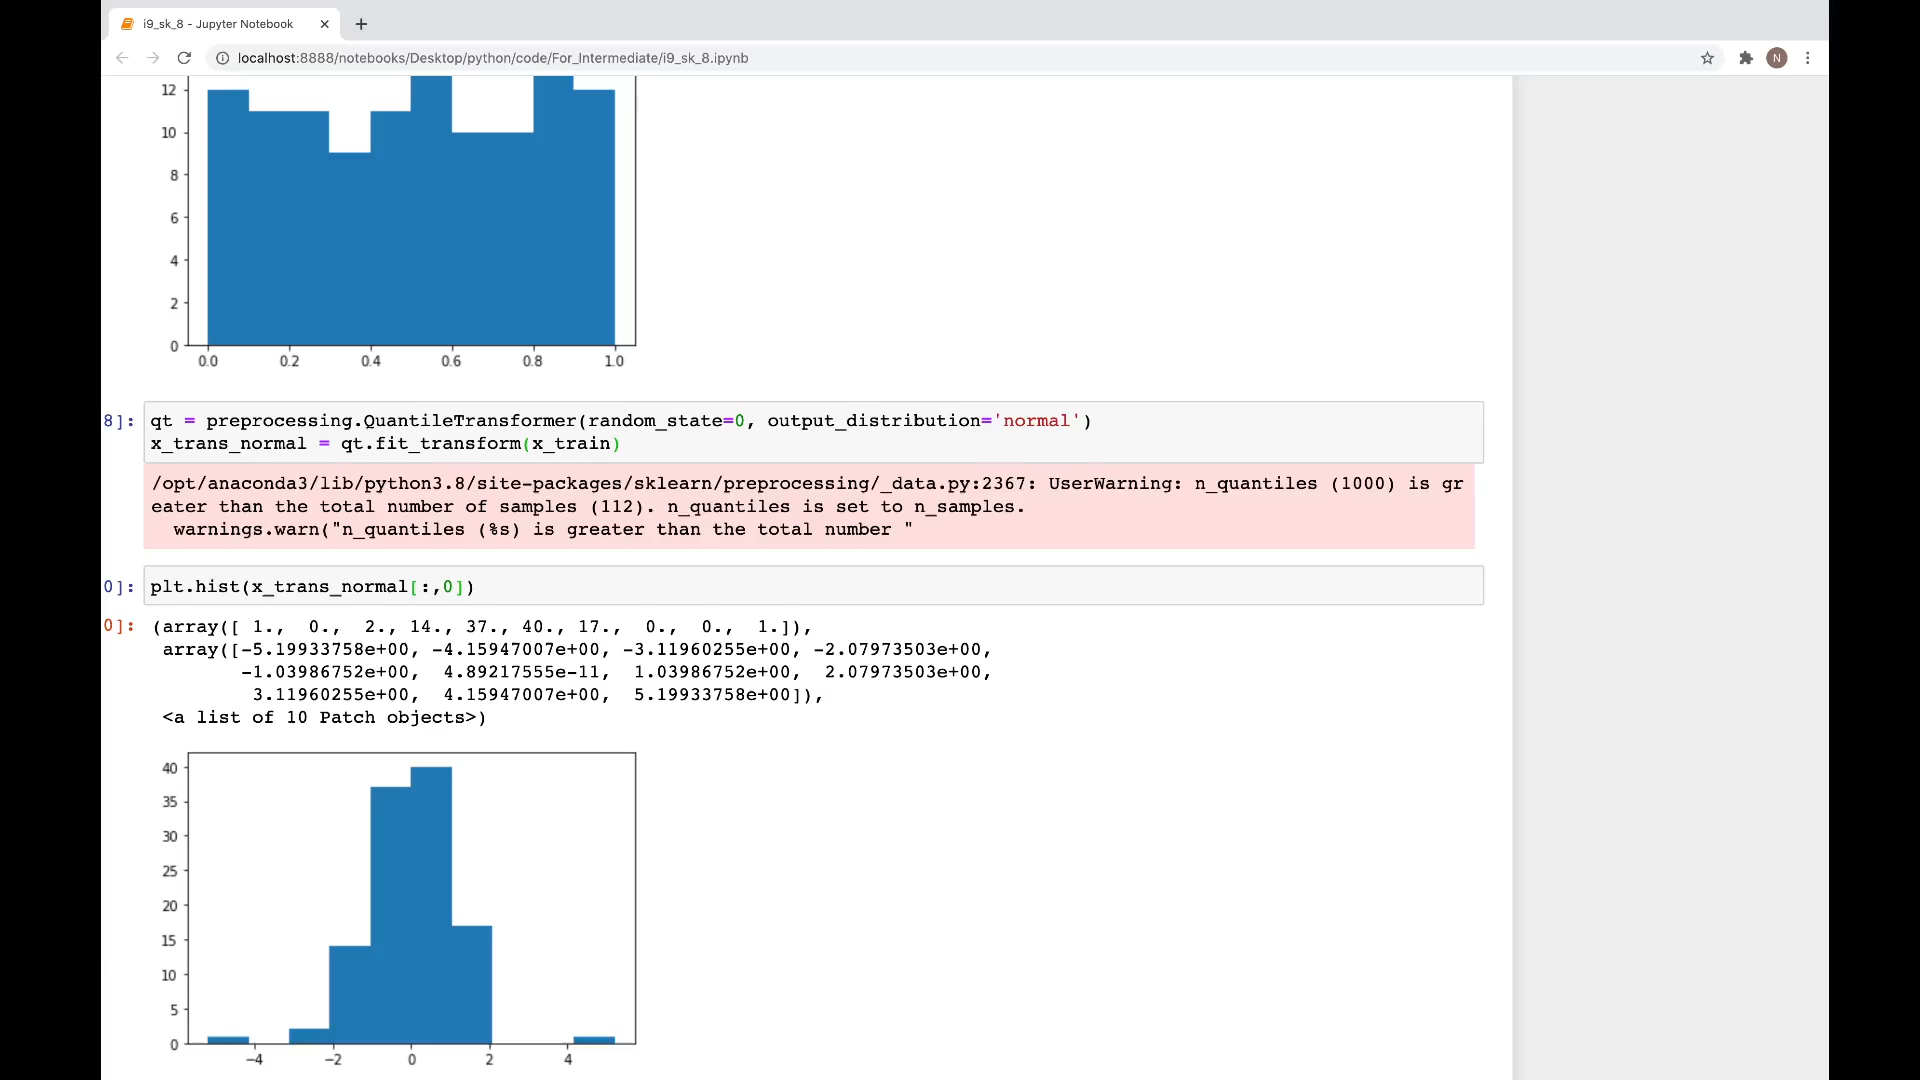 i9_sk_8 - Jupyter Notebook
localhost:8888/notebooks/Desktop/python/code/For_Intermediate/i9_sk_8.ipynb
N
12
10
8
6
4
2
0
0.0 0.2 0.4 0.6 0.8 1.0
8]: qt = preprocessing.QuantileTransformer(random_state=0, output_distribution='normal')
x_trans_normal = qt.fit_transform(x_train)
/opt/anaconda3/lib/python3.8/site-packages/sklearn/preprocessing/_data.py:2367: UserWarning: n_quantiles (1000) is gr
eater than the total number of samples (112). n_quantiles is set to n_samples.
warnings.warn("n_quantiles (%s) is greater than the total number "
0]: plt.hist(x_trans_normal[:,0])
0]: (array([ 1., 0., 2., 14., 37., 40., 17., 0., 0., 1.]),
array([-5.19933758e+00, -4.15947007e+00, -3.11960255e+00, -2.07973503e+00,
-1.03986752e+00, 4.89217555e-11, 1.03986752e+00, 2.07973503e+00,
3.11960255e+00, 4.15947007e+00, 5.19933758e+00]),
<a list of 10 Patch objects>)
40
35
30
25
20
15
10
5
0
−4 −2 0 2 4